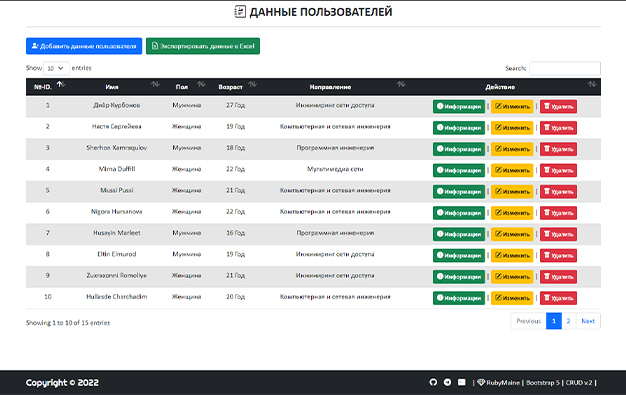 ДАННЫЕ ПОЛЬЗОВАТЕЛЕЙ
Добавить данные пользователя Экспортировать данные в Excel
Show 10 entries Search:
№-ID. Имя Пол Возраст Направление Действие
1 Диёр Курбонов Мужчина 27 Год Инжиниринг сети доступа Информации | Изменить | Удалить
2 Настя Сергейева Женщина 19 Год Компьютерная и сетевая инженерия Информации | Изменить | Удалить
3 Sherhon Kamraqulov Мужчина 18 Год Программная инженерия Информации | Изменить | Удалить
4 Mirna Duffill Женщина 22 Год Мультимедиа сети Информации | Изменить | Удалить
5 Mussi Pussi Женщина 21 Год Компьютерная и сетевая инженерия Информации | Изменить | Удалить
6 Nigora Hursanova Женщина 22 Год Компьютерная и сетевая инженерия Информации | Изменить | Удалить
7 Husayin Marleet Мужчина 16 Год Программная инженерия Информации | Изменить | Удалить
8 Eltin Elmurod Мужчина 19 Год Инжиниринг сети доступа Информации | Изменить | Удалить
9 Zuxraxonni Romoliye Женщина 21 Год Инжиниринг сети доступа Информации | Изменить | Удалить
10 Hullasde Charchadim Женщина 20 Год Компьютерная и сетевая инженерия Информации | Изменить | Удалить
Showing 1 to 10 of 15 entries Previous 1 2 Next
Copyright © 2022 | RubyMaine | Bootstrap 5 | CRUD v.2 |